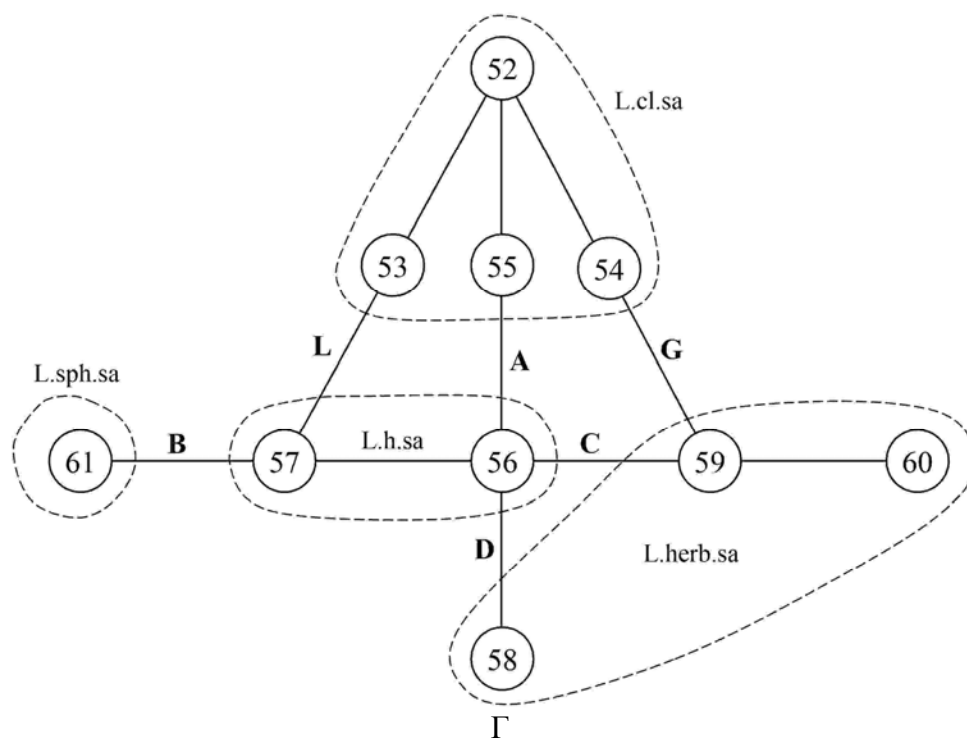 52
L.cl.sa
53
55
54
L
A
G
L.sph.sa
61
B
57
L.h.sa
56
C
59
60
D
L.herb.sa
58
Г